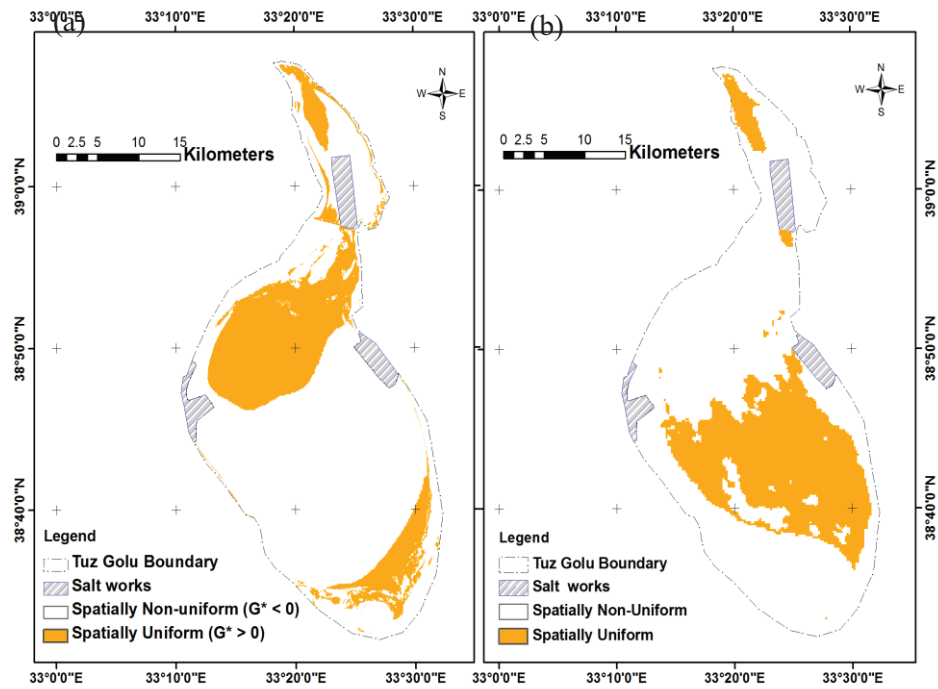 (a)
(b)
33°0'0"E 33°10'0"E 33°20'0"E 33°30'0"E 33°0'0"E 33°10'0"E 33°20'0"E 33°30'0"E
N
W E
S
N
W E
S
0 2.5 5 10 15
Kilometers
0 2.5 5 10 15
Kilometers
39°0'0"N
38°50'0"N
38°40'0"N
39°0'0"N
38°50'0"N
38°40'0"N
Legend
Tuz Golu Boundary
Salt works
Spatially Non-uniform (G* < 0)
Spatially Uniform (G* > 0)
Legend
Tuz Golu Boundary
Salt works
Spatially Non-Uniform
Spatially Uniform
33°0'0"E 33°10'0"E 33°20'0"E 33°30'0"E 33°0'0"E 33°10'0"E 33°20'0"E 33°30'0"E